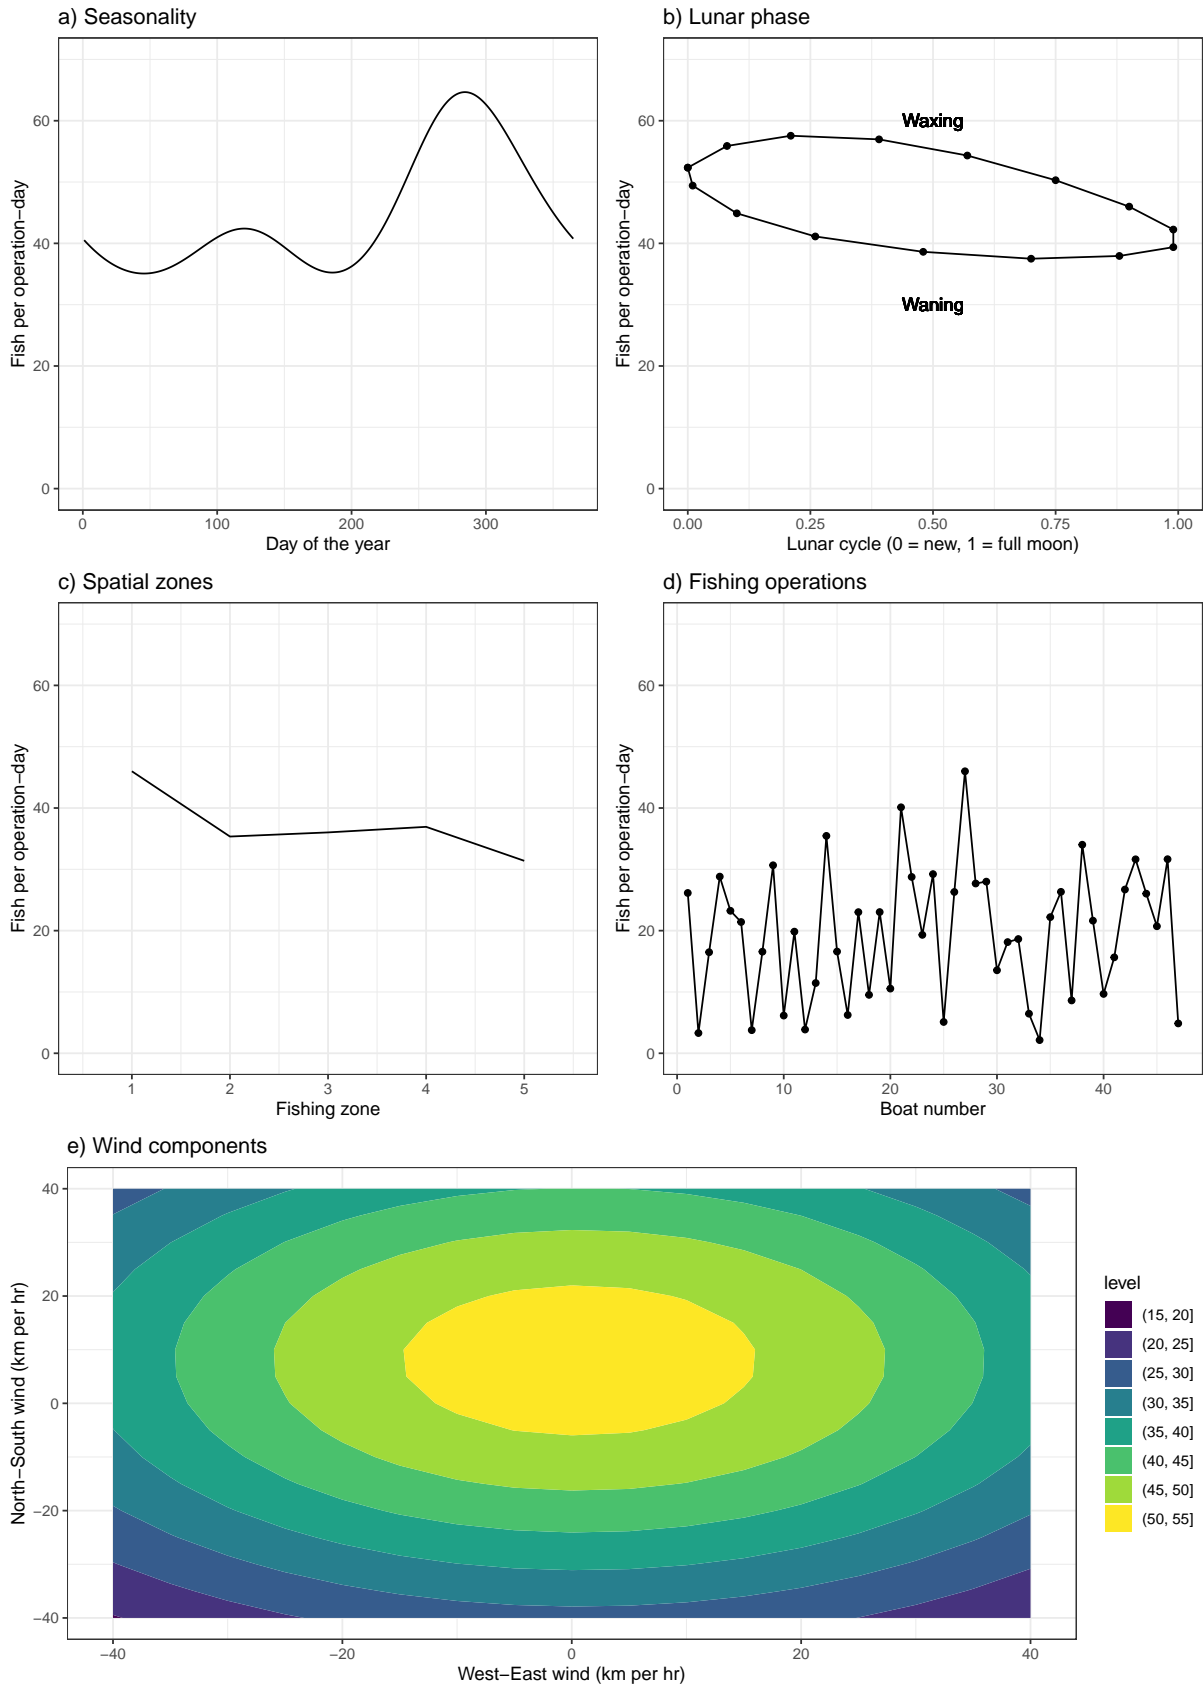 a) Seasonality
60
40
20
0
Fish per operation−day
0 100 200 300
Day of the year
b) Lunar phase
60
40
20
0
Fish per operation−day
Waxing
Waning
0.00 0.25 0.50 0.75 1.00
Lunar cycle (0 = new, 1 = full moon)
c) Spatial zones
60
40
20
0
Fish per operation−day
1 2 3 4 5
Fishing zone
d) Fishing operations
60
40
20
0
Fish per operation−day
0 10 20 30 40
Boat number
e) Wind components
40
20
0
−20
−40
North−South wind (km per hr)
−40 −20 0 20 40
West−East wind (km per hr)
level
(15, 20]
(20, 25]
(25, 30]
(30, 35]
(35, 40]
(40, 45]
(45, 50]
(50, 55]